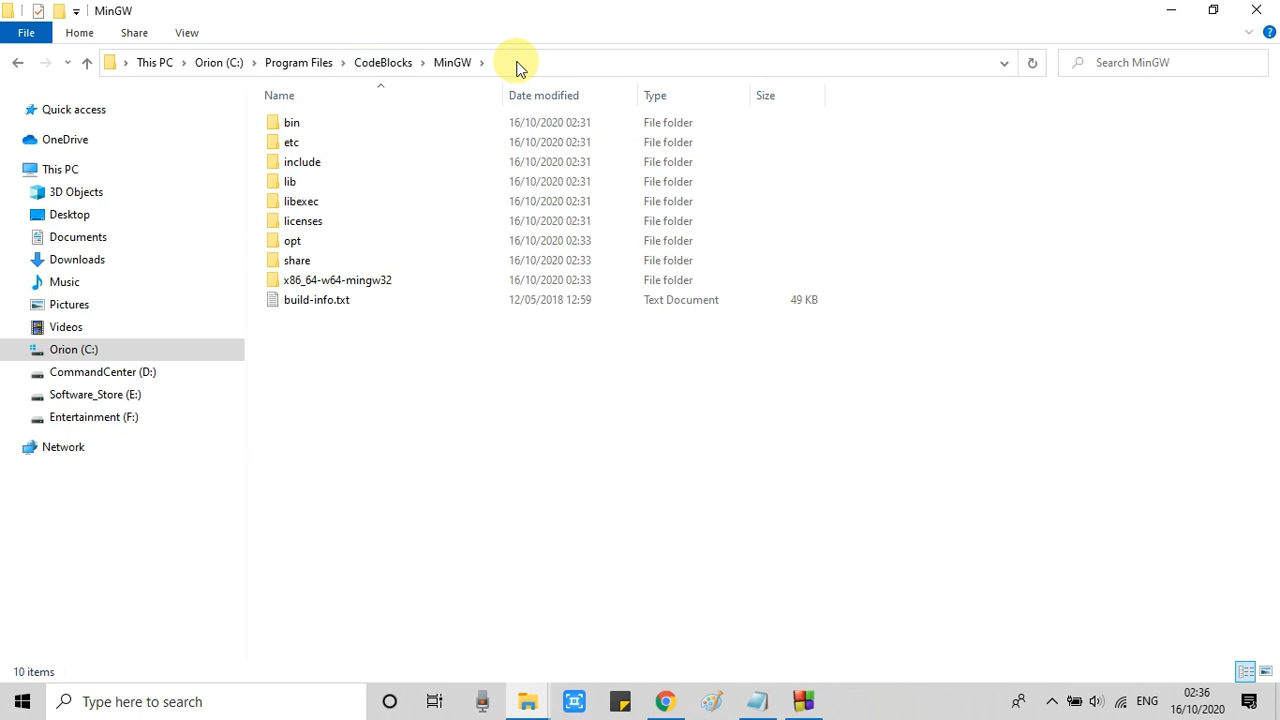 MinGW
File Home Share View
This PC Orion (C:) Program Files CodeBlocks MinGW Search MinGW
Name Date modified Type Size
Quick access
OneDrive
This PC
3D Objects
Desktop
Documents
Downloads
Music
Pictures
Videos
Orion (C:)
CommandCenter (D:)
Software_Store (E:)
Entertainment (F:)
Network
bin 16/10/2020 02:31 File folder
etc 16/10/2020 02:31 File folder
include 16/10/2020 02:31 File folder
lib 16/10/2020 02:31 File folder
libexec 16/10/2020 02:31 File folder
licenses 16/10/2020 02:31 File folder
opt 16/10/2020 02:33 File folder
share 16/10/2020 02:33 File folder
x86_64-w64-mingw32 16/10/2020 02:33 File folder
build-info.txt 12/05/2018 12:59 Text Document 49 KB
10 items
Type here to search
ENG
02:36
16/10/2020